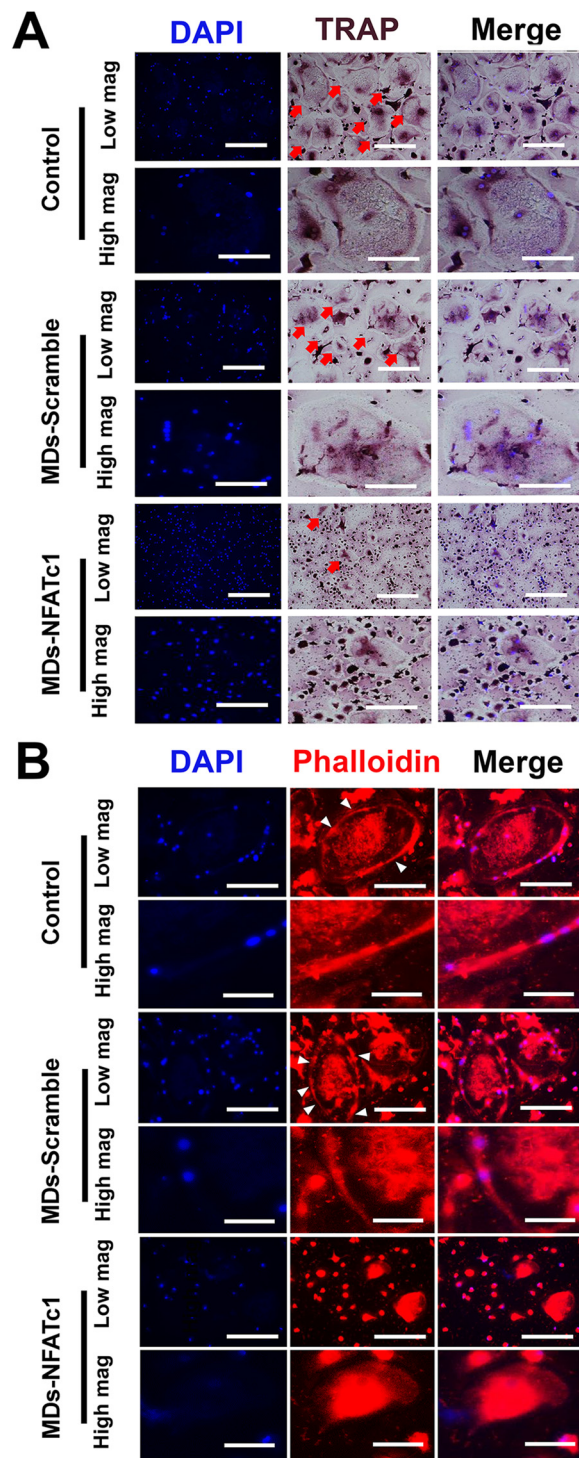 A
DAPI TRAP Merge
Control
Low mag
High mag
MDs-Scramble
Low mag
High mag
MDs-NFATc1
Low mag
High mag
B
DAPI Phalloidin Merge
Control
Low mag
High mag
MDs-Scramble
Low mag
High mag
MDs-NFATc1
Low mag
High mag